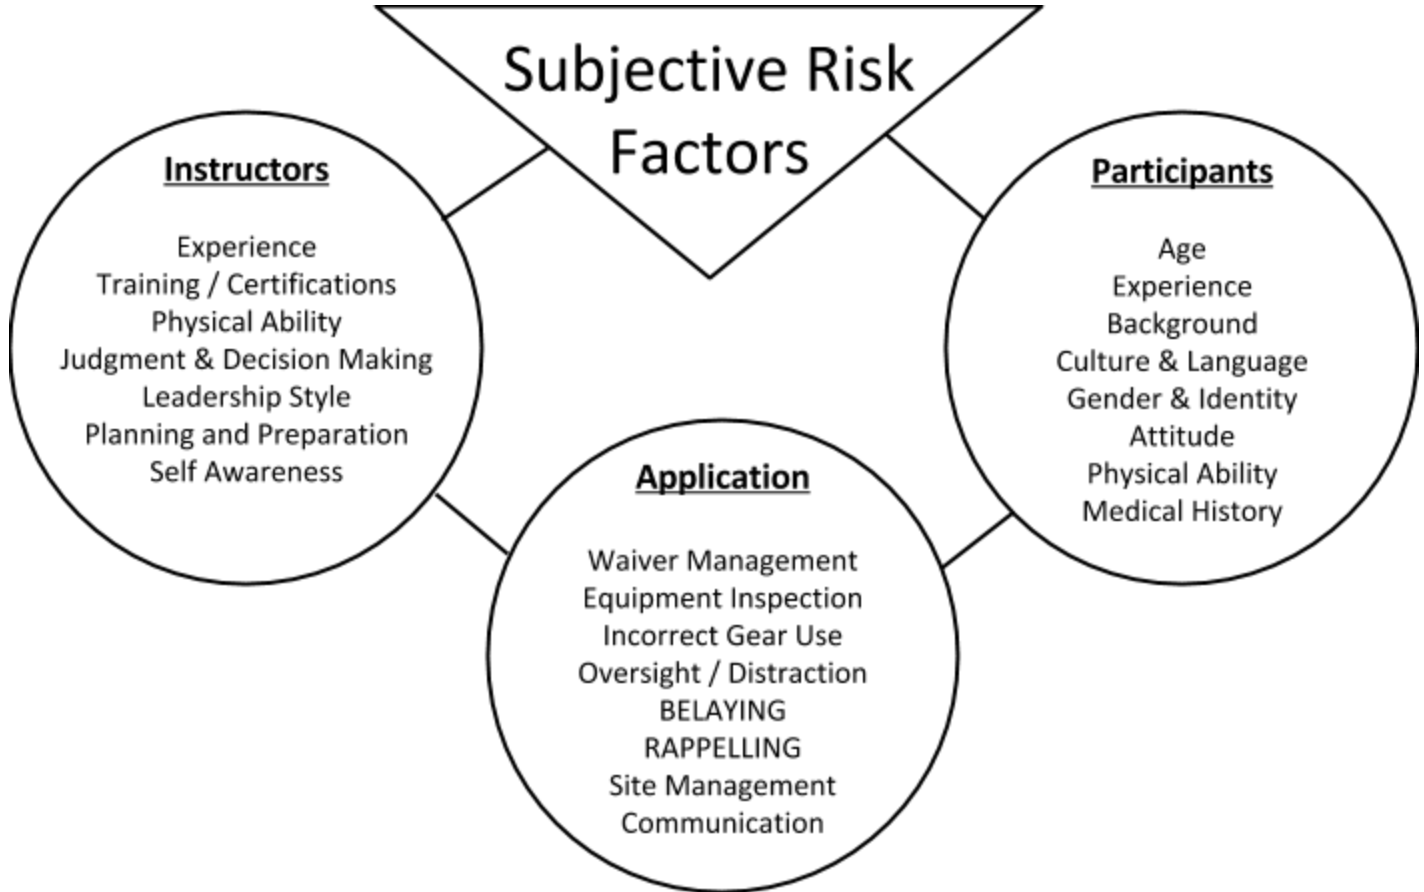 Subjective Risk
Factors
Instructors
Experience
Training / Certifications
Physical Ability
Judgment & Decision Making
Leadership Style
Planning and Preparation
Self Awareness
Participants
Age
Experience
Background
Culture & Language
Gender & Identity
Attitude
Physical Ability
Medical History
Application
Waiver Management
Equipment Inspection
Incorrect Gear Use
Oversight / Distraction
BELAYING
RAPPELLING
Site Management
Communication